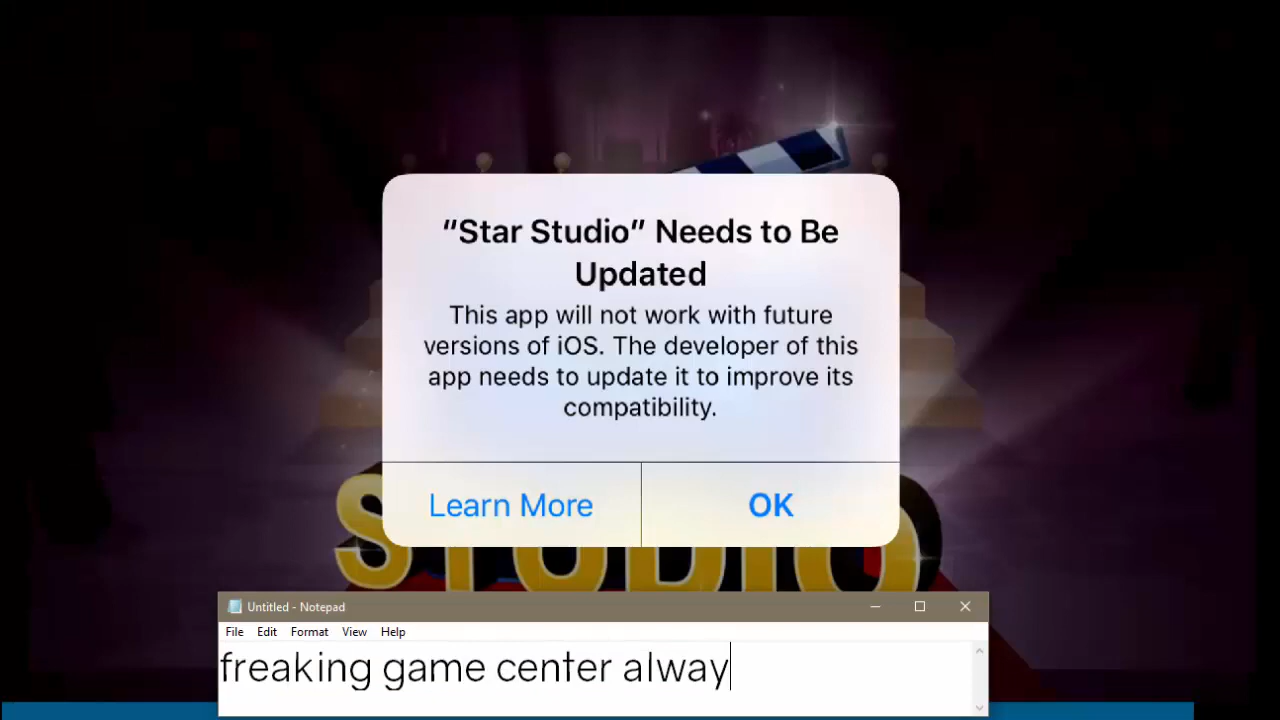 “Star Studio” Needs to Be
Updated
This app will not work with future
versions of iOS. The developer of this
app needs to update it to improve its
compatibility.
Learn More OK
STUDIO
Untitled - Notepad
File Edit Format View Help
freaking game center alway